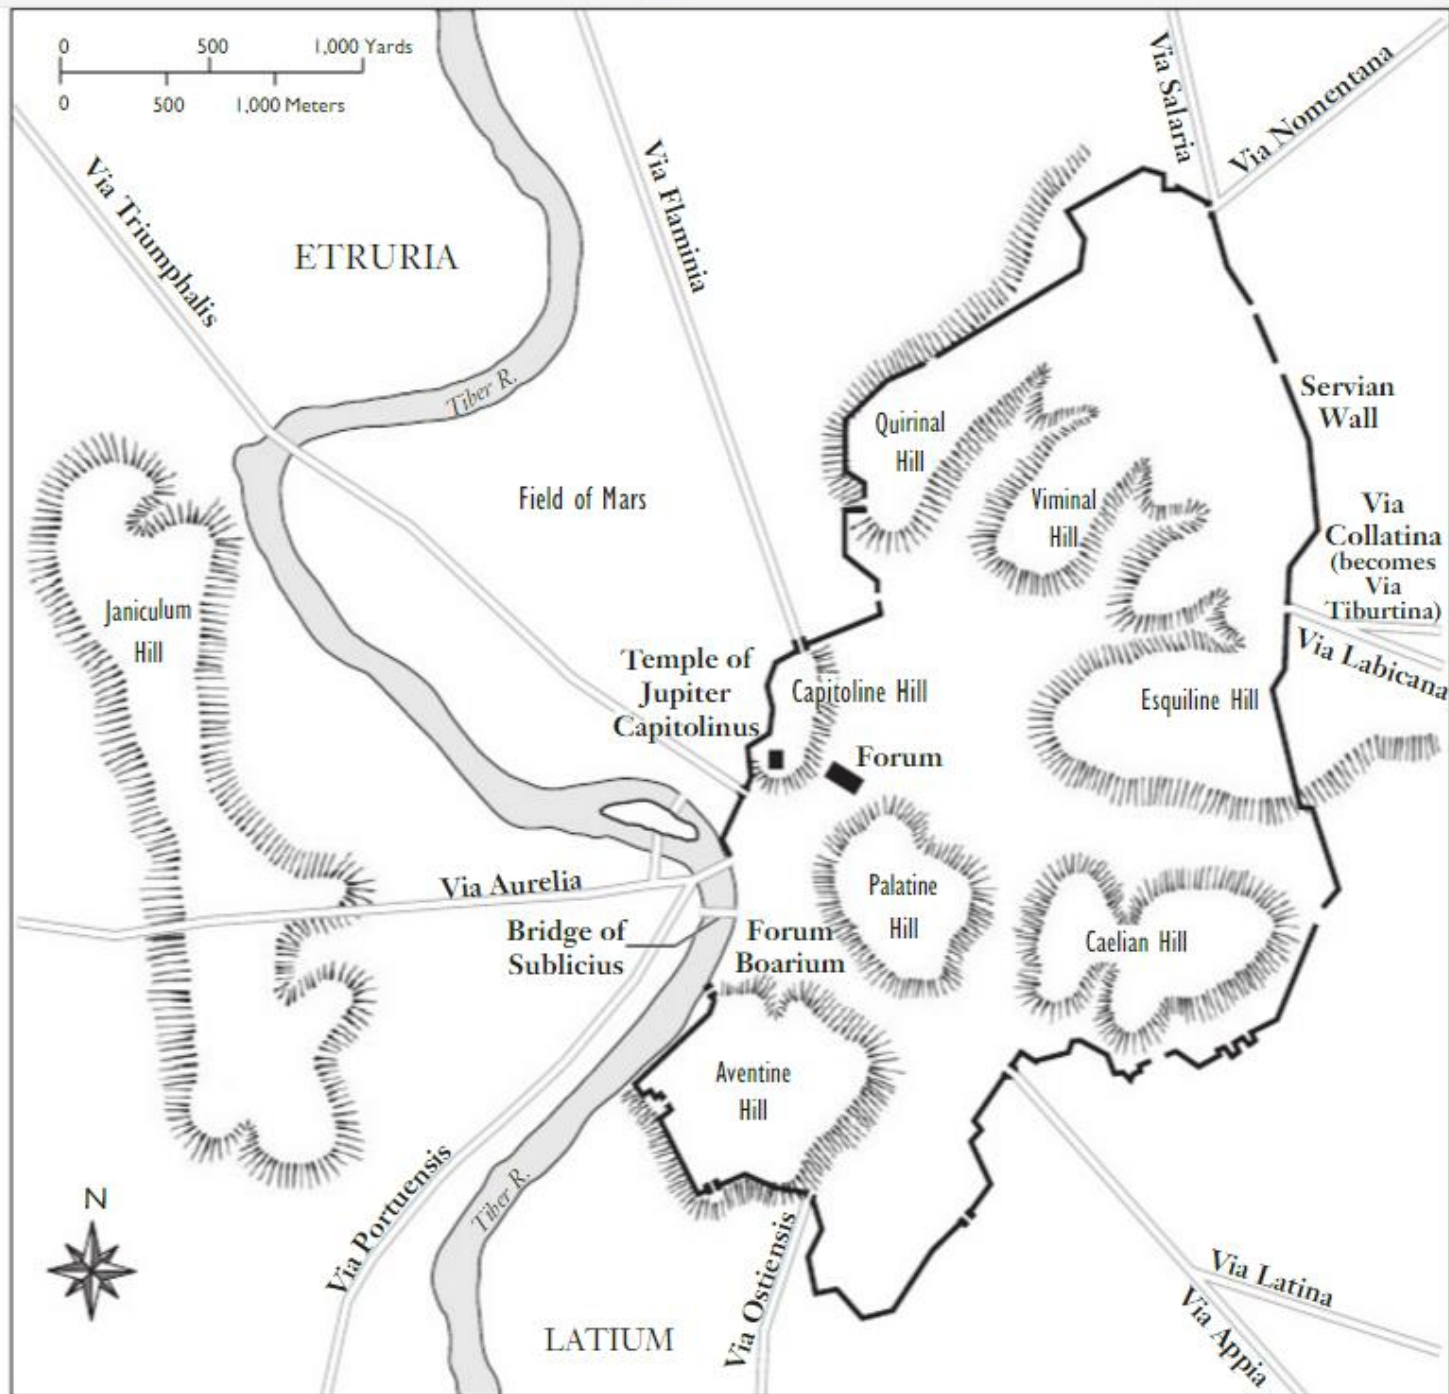 0 500 1,000 Yards
0 500 1,000 Meters
Via Triumphalis
ETRURIA
Via Flaminia
Via Salaria
Via Nomentana
Tiber R.
Servian
Wall
Quirinal
Hill
Viminal
Hill
Field of Mars
Via
Collatina
(becomes
Via
Tiburtina)
Via Labicana
Janiculum
Hill
Temple of
Jupiter
Capitolinus
Capitoline Hill
Esquiline Hill
Forum
Via Aurelia
Palatine
Hill
Bridge of
Sublicius
Forum
Boarium
Caelian Hill
Aventine
Hill
Via Portuensis
Tiber R.
N
Via Ostiensis
LATIUM
Via Latina
Via Appia